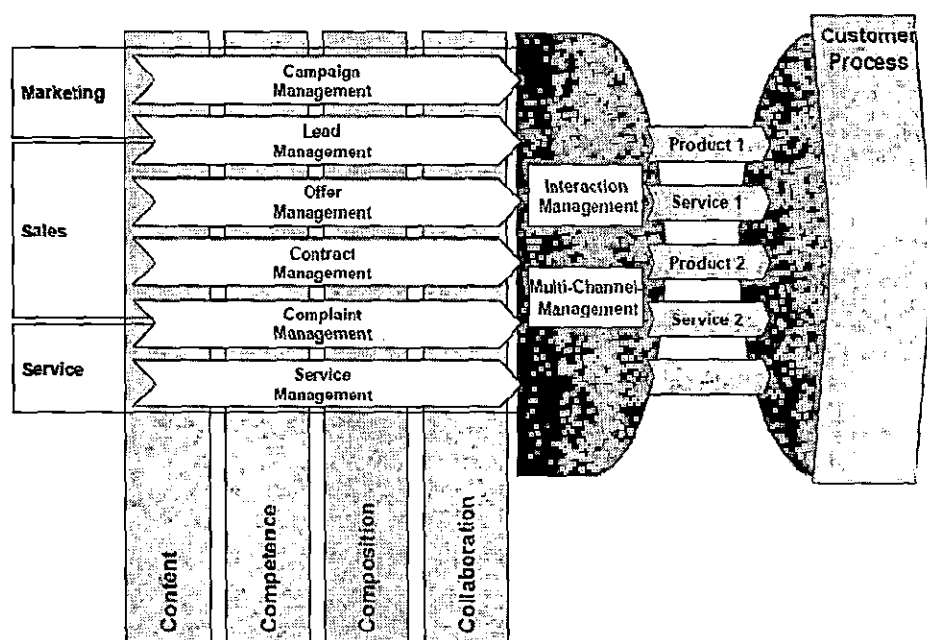 Customer
Process
Marketing
Campaign
Management
Lead
Management
Product 1
Sales
Offer
Management
Interaction
Management
Service 1
Contract
Management
Product 2
Multi-Channel-
Management
Complaint
Management
Service 2
Service
Service
Management
Content
Competence
Composition
Collaboration